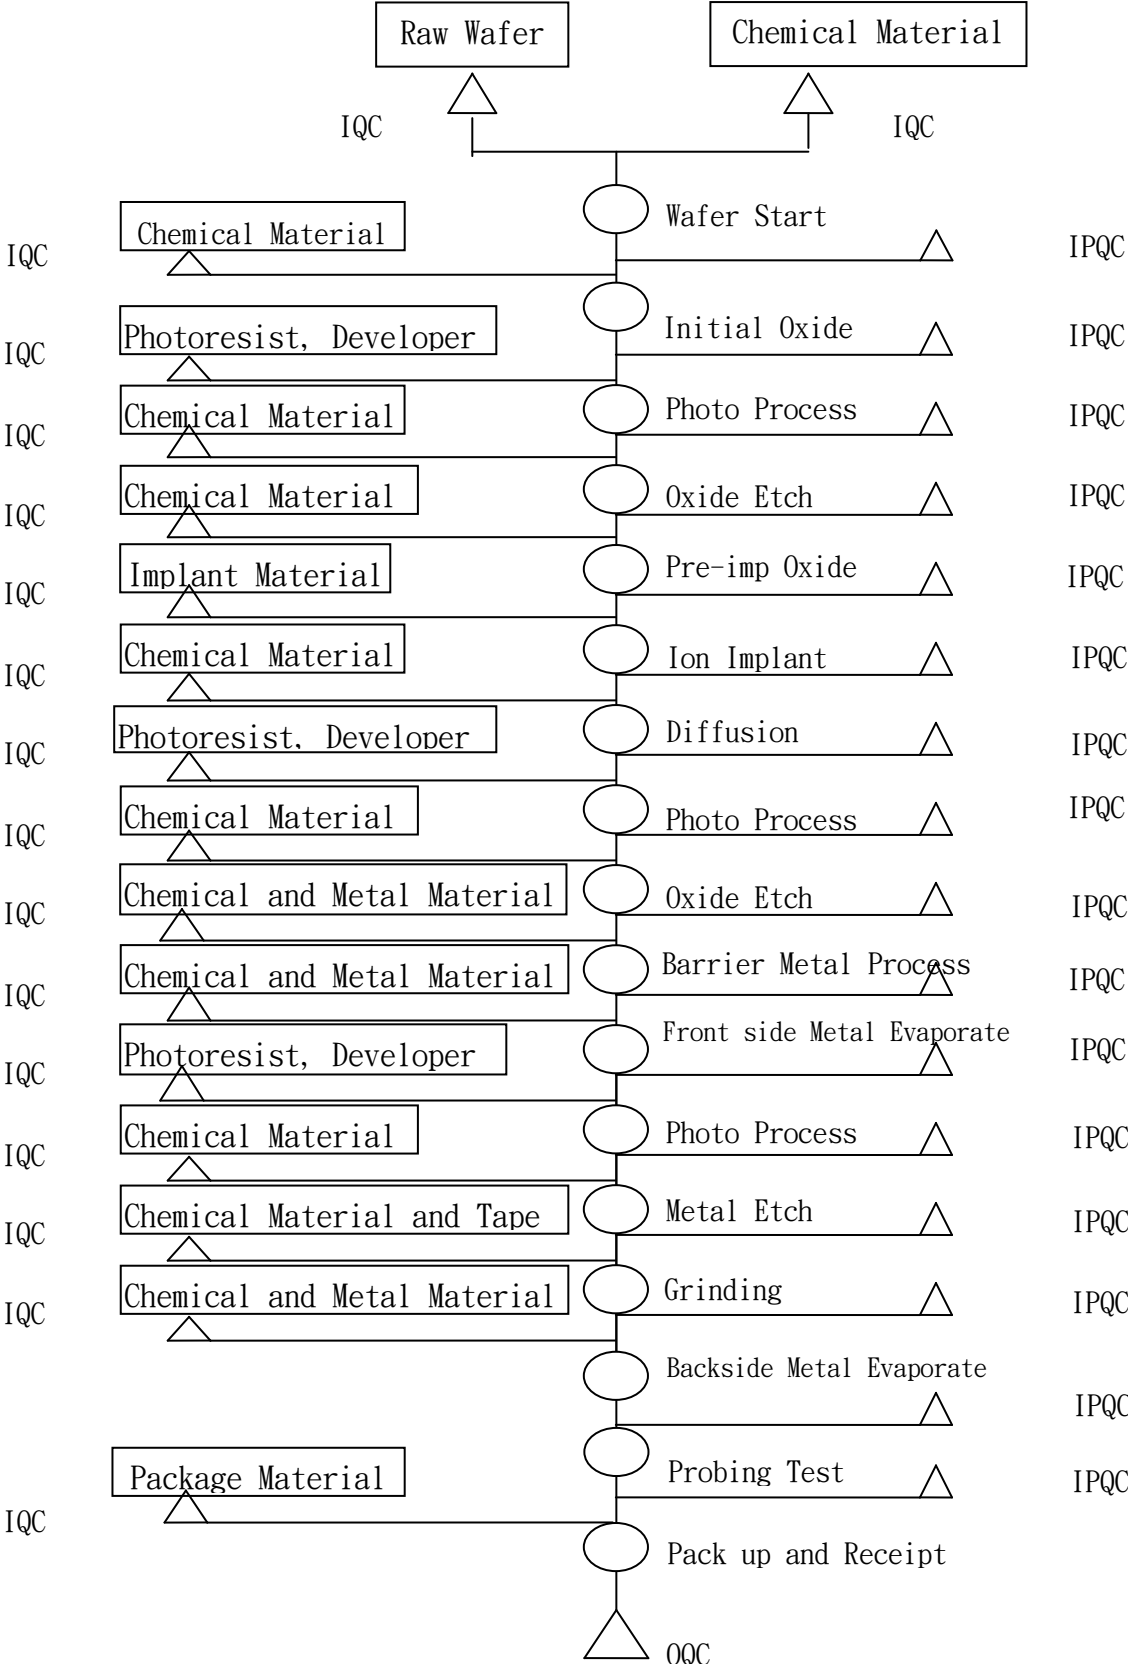 Raw Wafer
Chemical Material
IQC
IQC
Wafer Start
Chemical Material
IQC
IPQC
Initial Oxide
Photoresist, Developer
IQC
IPQC
Photo Process
Chemical Material
IQC
IPQC
Oxide Etch
Chemical Material
IQC
IPQC
Pre-imp Oxide
Implant Material
IQC
IPQC
Ion Implant
Chemical Material
IQC
IPQC
Diffusion
Photoresist, Developer
IQC
IPQC
Photo Process
Chemical Material
IQC
IPQC
Oxide Etch
Chemical and Metal Material
IQC
IPQC
Barrier Metal Process
Chemical and Metal Material
IQC
IPQC
Front side Metal Evaporate
Photoresist, Developer
IQC
IPQC
Photo Process
Chemical Material
IQC
IPQC
Metal Etch
Chemical Material and Tape
IQC
IPQC
Grinding
Chemical and Metal Material
IQC
IPQC
Backside Metal Evaporate
IPQC
Probing Test
Package Material
IQC
IPQC
Pack up and Receipt
OQC